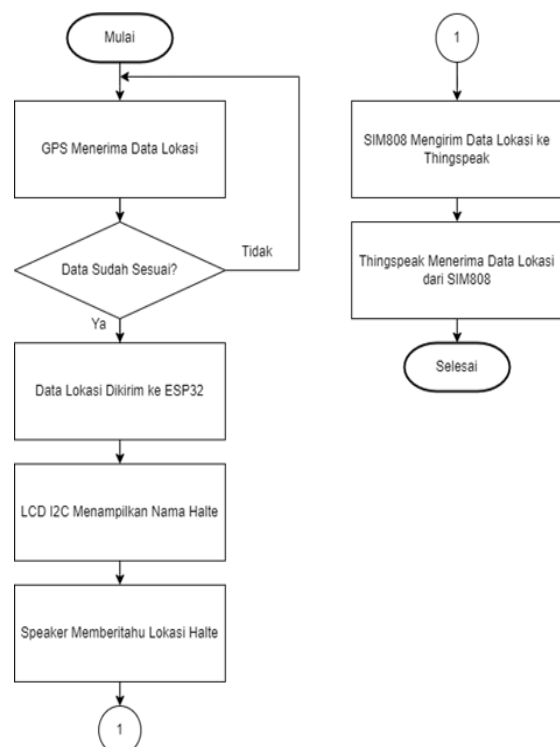 Mulai
GPS Menerima Data Lokasi
Data Sudah Sesuai?
Tidak
Ya
Data Lokasi Dikirim ke ESP32
LCD I2C Menampilkan Nama Halte
Speaker Memberitahu Lokasi Halte
1
1
SIM808 Mengirim Data Lokasi ke
Thingspeak
Thingspeak Menerima Data Lokasi
dari SIM808
Selesai